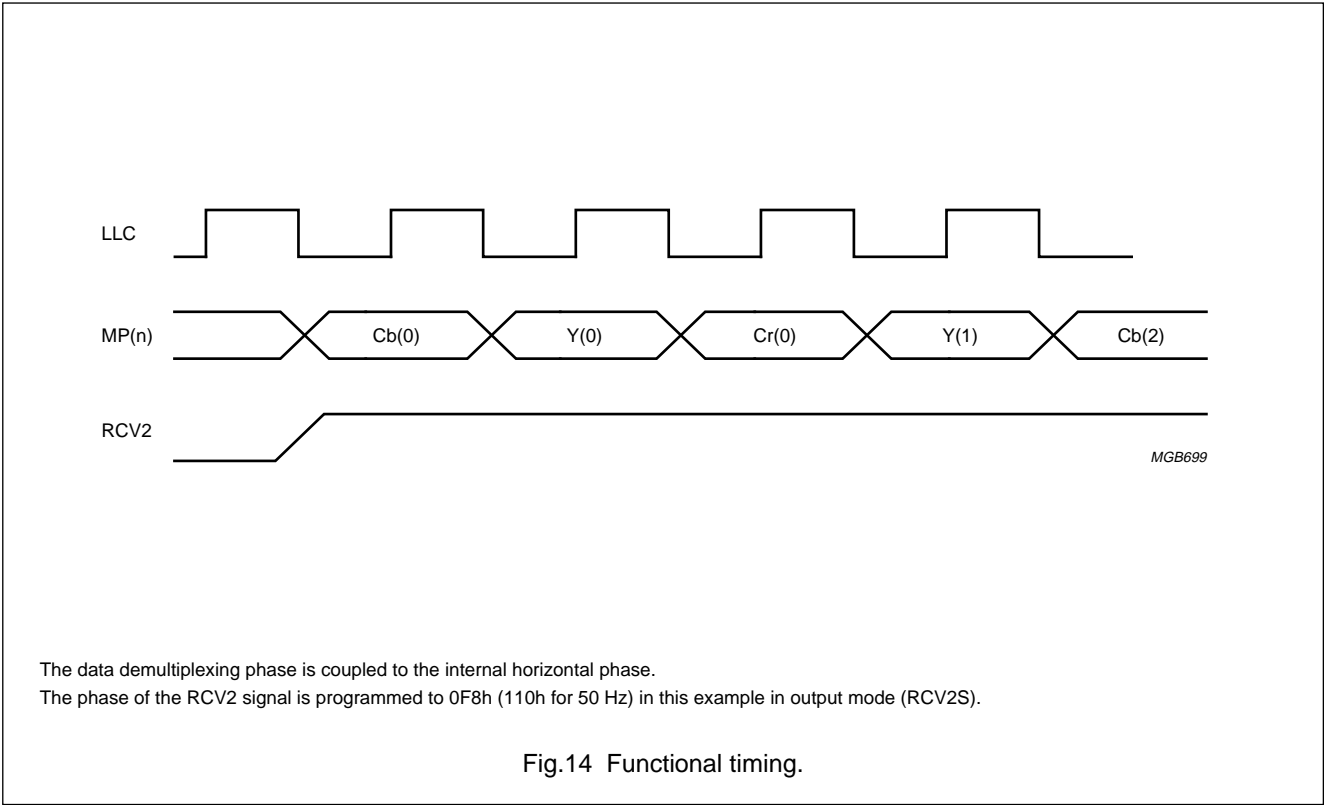 LLC
MP(n)
Cb(0)
Y(0)
Cr(0)
Y(1)
Cb(2)
RCV2
MGB699
The data demultiplexing phase is coupled to the internal horizontal phase.
The phase of the RCV2 signal is programmed to 0F8h (110h for 50 Hz) in this example in output mode (RCV2S).
Fig.14 Functional timing.